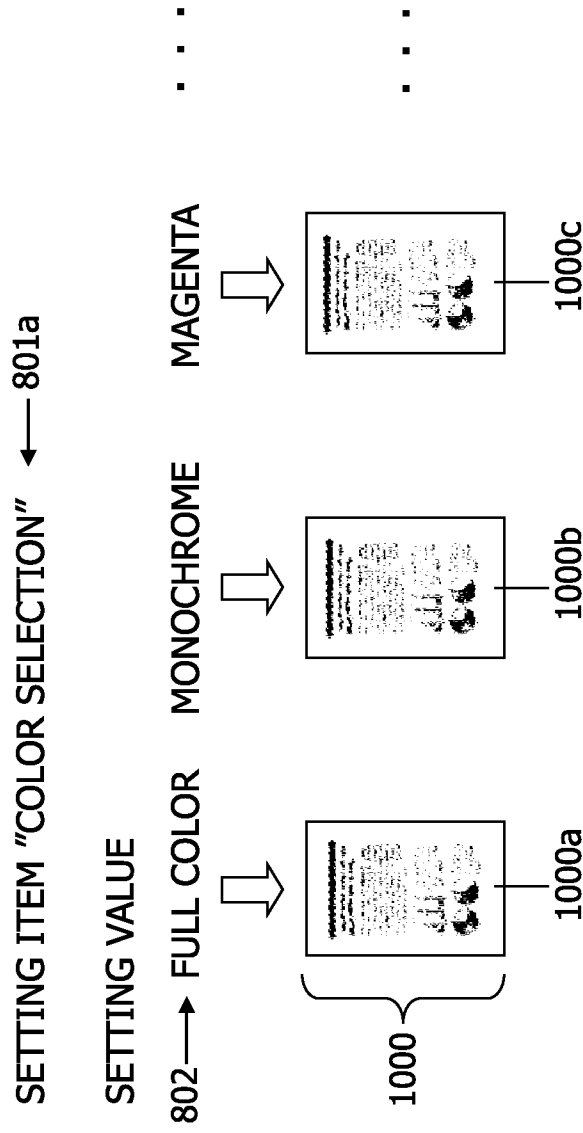 SETTING ITEM "COLOR SELECTION" 801a
SETTING VALUE
802 FULL COLOR MONOCHROME MAGENTA . . .
1000 . . .
1000a 1000b 1000c